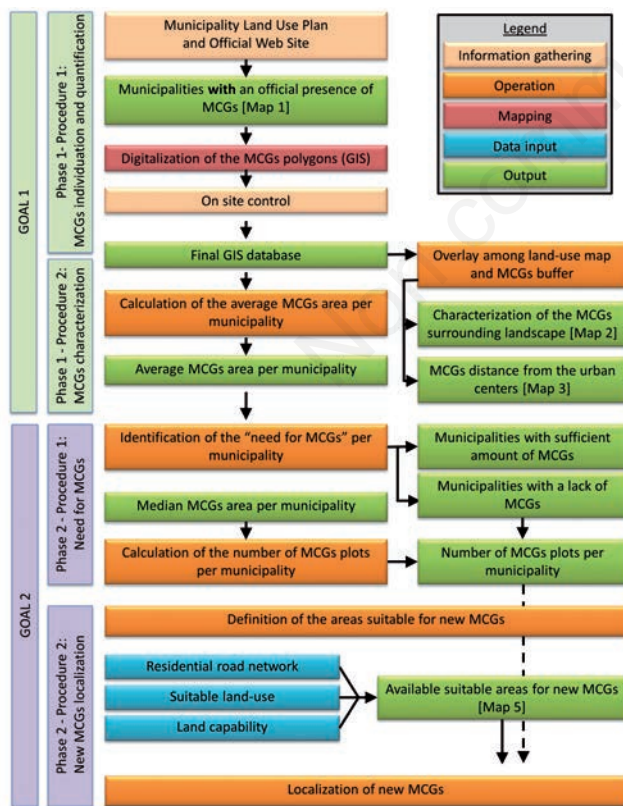 Municipality Land Use Plan
and Official Web Site
Legend
Information gathering
Operation
Mapping
Data input
Output
GOAL 1
Phase 1- Procedure 1:
MCGs individuation and quantification
Municipalities with an official presence of
MCGs [Map 1]
Digitalization of the MCGs polygons (GIS)
On site control
Final GIS database
Overlay among land-use map
and MCGs buffer
Phase 1 - Procedure 2:
MCGs characterization
Calculation of the average MCGs area per
municipality
Characterization of the MCGs
surrounding landscape [Map 2]
Average MCGs area per municipality
MCGs distance from the urban
centers [Map 3]
GOAL 2
Phase 2 - Procedure 1:
Need for MCGs
Identification of the “need for MCGs” per
municipality
Municipalities with sufficient
amount of MCGs
Municipalities with a lack of
MCGs
Median MCGs area per municipality
Calculation of the number of MCGs plots
per municipality
Number of MCGs plots per
municipality
Phase 2 - Procedure 2:
New MCGs localization
Definition of the areas suitable for new MCGs
Residential road network
Suitable land-use
Land capability
Available suitable areas for new MCGs
[Map 5]
Localization of new MCGs
Non comm